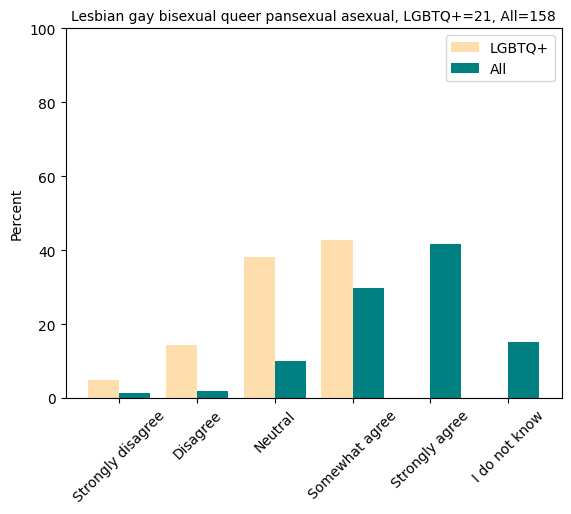 Lesbian gay bisexual queer pansexual asexual, LGBTQ+=21, All=158
100
80
60
40
20
0
Percent
LGBTQ+
All
Strongly disagree
Disagree
Neutral
Somewhat agree
Strongly agree
I do not know